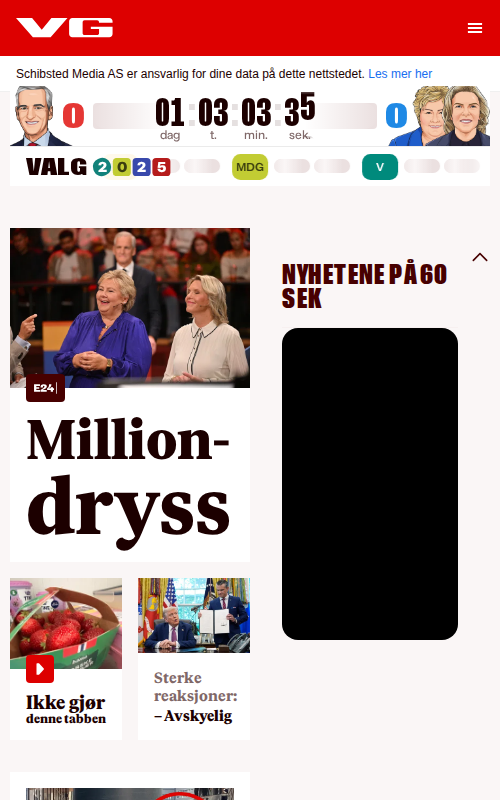 VG
Schibsted Media AS er ansvarlig for dine data på dette nettstedet. Les mer her
0 01:03:03:35 0
dag t. min. sek.
VALG 2025 MDG V
NYHETENE PÅ 60
SEK
E24
Million-
dryss
Ikke gjør
denne tabben
Sterke
reaksjoner:
– Avskyelig